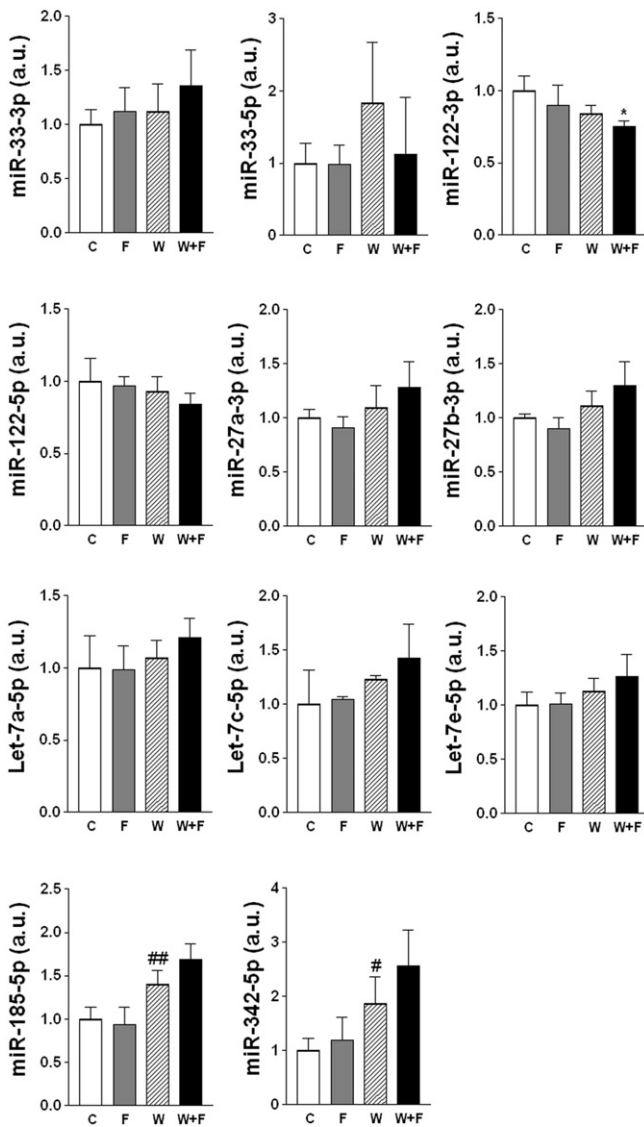 miR-33-3p (a.u.)
2.0
1.5
1.0
0.5
0.0
C F W W+F
miR-33-5p (a.u.)
3
2
1
0
C F W W+F
miR-122-3p (a.u.)
1.5
1.0
0.5
0.0
*
C F W W+F
miR-122-5p (a.u.)
1.5
1.0
0.5
0.0
C F W W+F
miR-27a-3p (a.u.)
2.0
1.5
1.0
0.5
0.0
C F W W+F
miR-27b-3p (a.u.)
2.0
1.5
1.0
0.5
0.0
C F W W+F
Let-7a-5p (a.u.)
1.5
1.0
0.5
0.0
C F W W+F
Let-7c-5p (a.u.)
2.0
1.5
1.0
0.5
0.0
C F W W+F
Let-7e-5p (a.u.)
2.0
1.5
1.0
0.5
0.0
C F W W+F
miR-185-5p (a.u.)
2.5
2.0
1.5
1.0
0.5
0.0
##
C F W W+F
miR-342-5p (a.u.)
4
3
2
1
0
#
C F W W+F